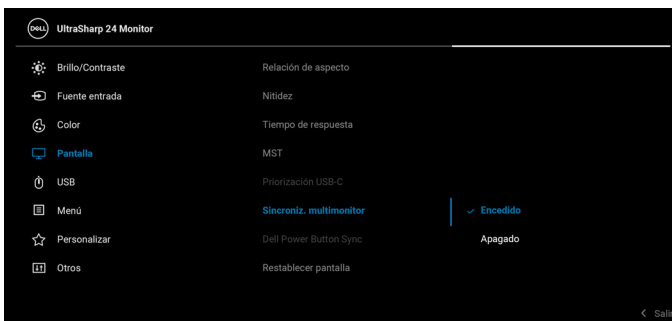 DELL UltraSharp 24 Monitor
Brillo/Contraste Relación de aspecto
Fuente entrada Nitidez
Color Tiempo de respuesta
Pantalla MST
USB Priorización USB-C
Menú Sincroniz. multimonitor Encedido
Personalizar Dell Power Button Sync Apagado
Otros Restablecer pantalla
Salir